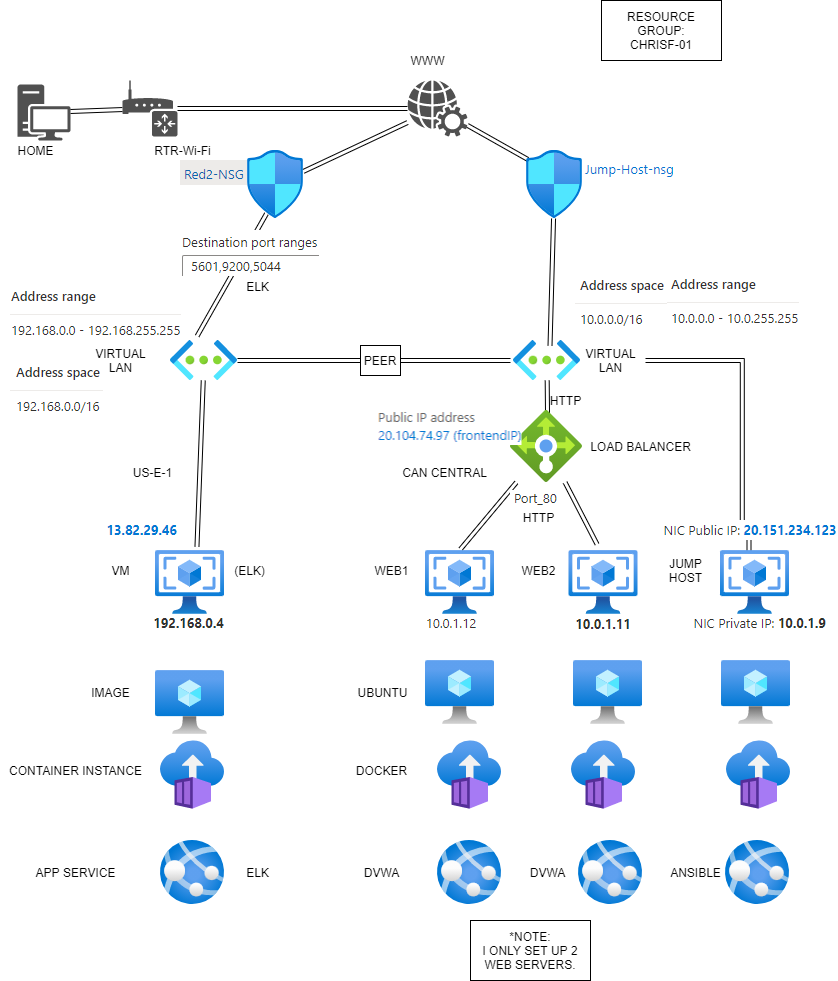 RESOURCE
GROUP:
CHRISF-01
WWW
HOME
RTR-Wi-Fi
Red2-NSG
Jump-Host-nsg
Destination port ranges
5601,9200,5044
ELK
Address range
192.168.0.0 - 192.168.255.255
Address space
10.0.0.0/16
Address range
10.0.0.0 - 10.0.255.255
VIRTUAL
LAN
PEER
VIRTUAL
LAN
Address space
192.168.0.0/16
HTTP
Public IP address
20.104.74.97 (frontendIP)
LOAD BALANCER
US-E-1
CAN CENTRAL
Port_80
HTTP
13.82.29.46
NIC Public IP: 20.151.234.123
VM
(ELK)
WEB1
WEB2
JUMP
HOST
192.168.0.4
10.0.1.12
10.0.1.11
NIC Private IP: 10.0.1.9
IMAGE
UBUNTU
CONTAINER INSTANCE
DOCKER
APP SERVICE
ELK
DVWA
DVWA
ANSIBLE
*NOTE:
I ONLY SET UP 2
WEB SERVERS.